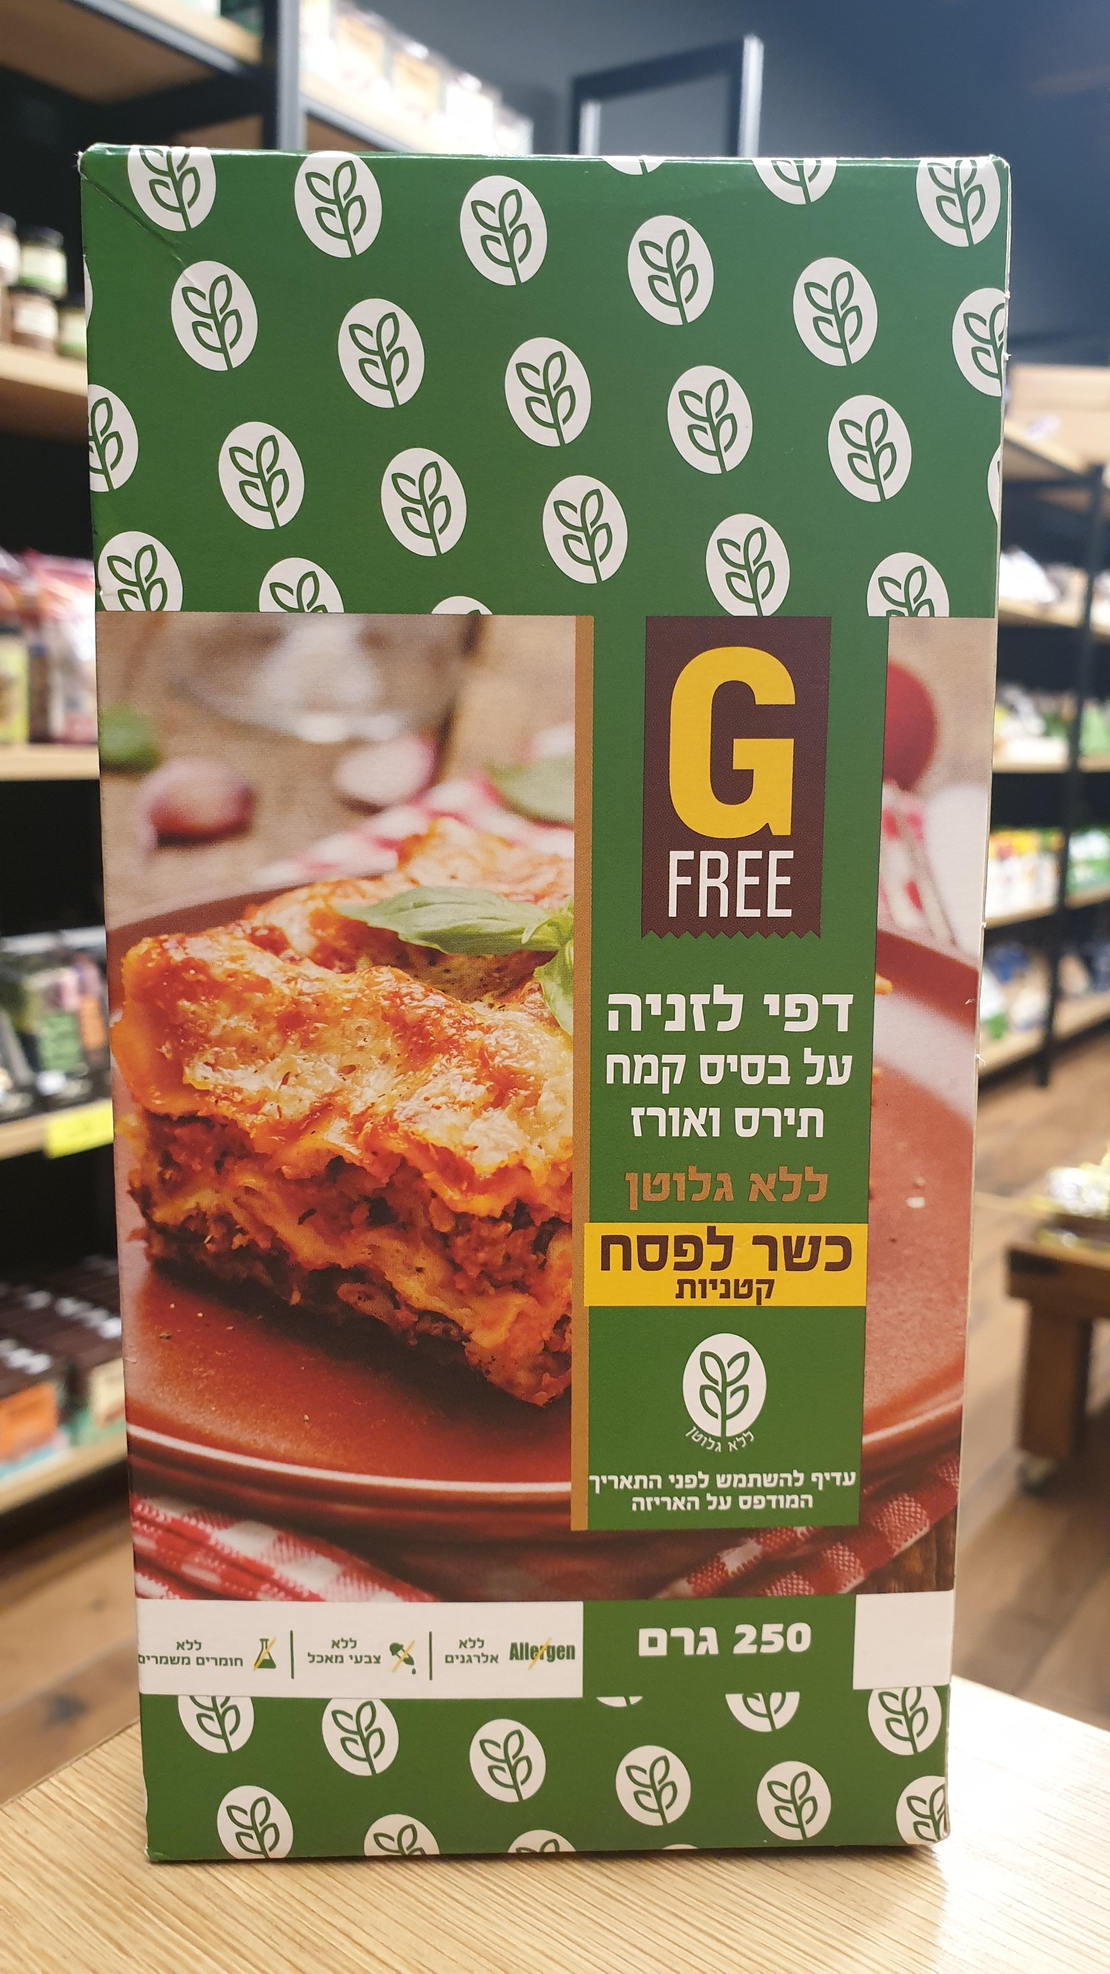 G
FREE
דפי לזניה
על בסיס קמח
תירס ואורז
ללא גלוטן
כשר לפסח
קטניות
ללא גלוטן
עדיף להשתמש לפני התאריך
המודפס על האריזה
250 גרם
Allergen
ללא
אלרגנים
ללא
צבעי מאכל
ללא
חומרים משמרים